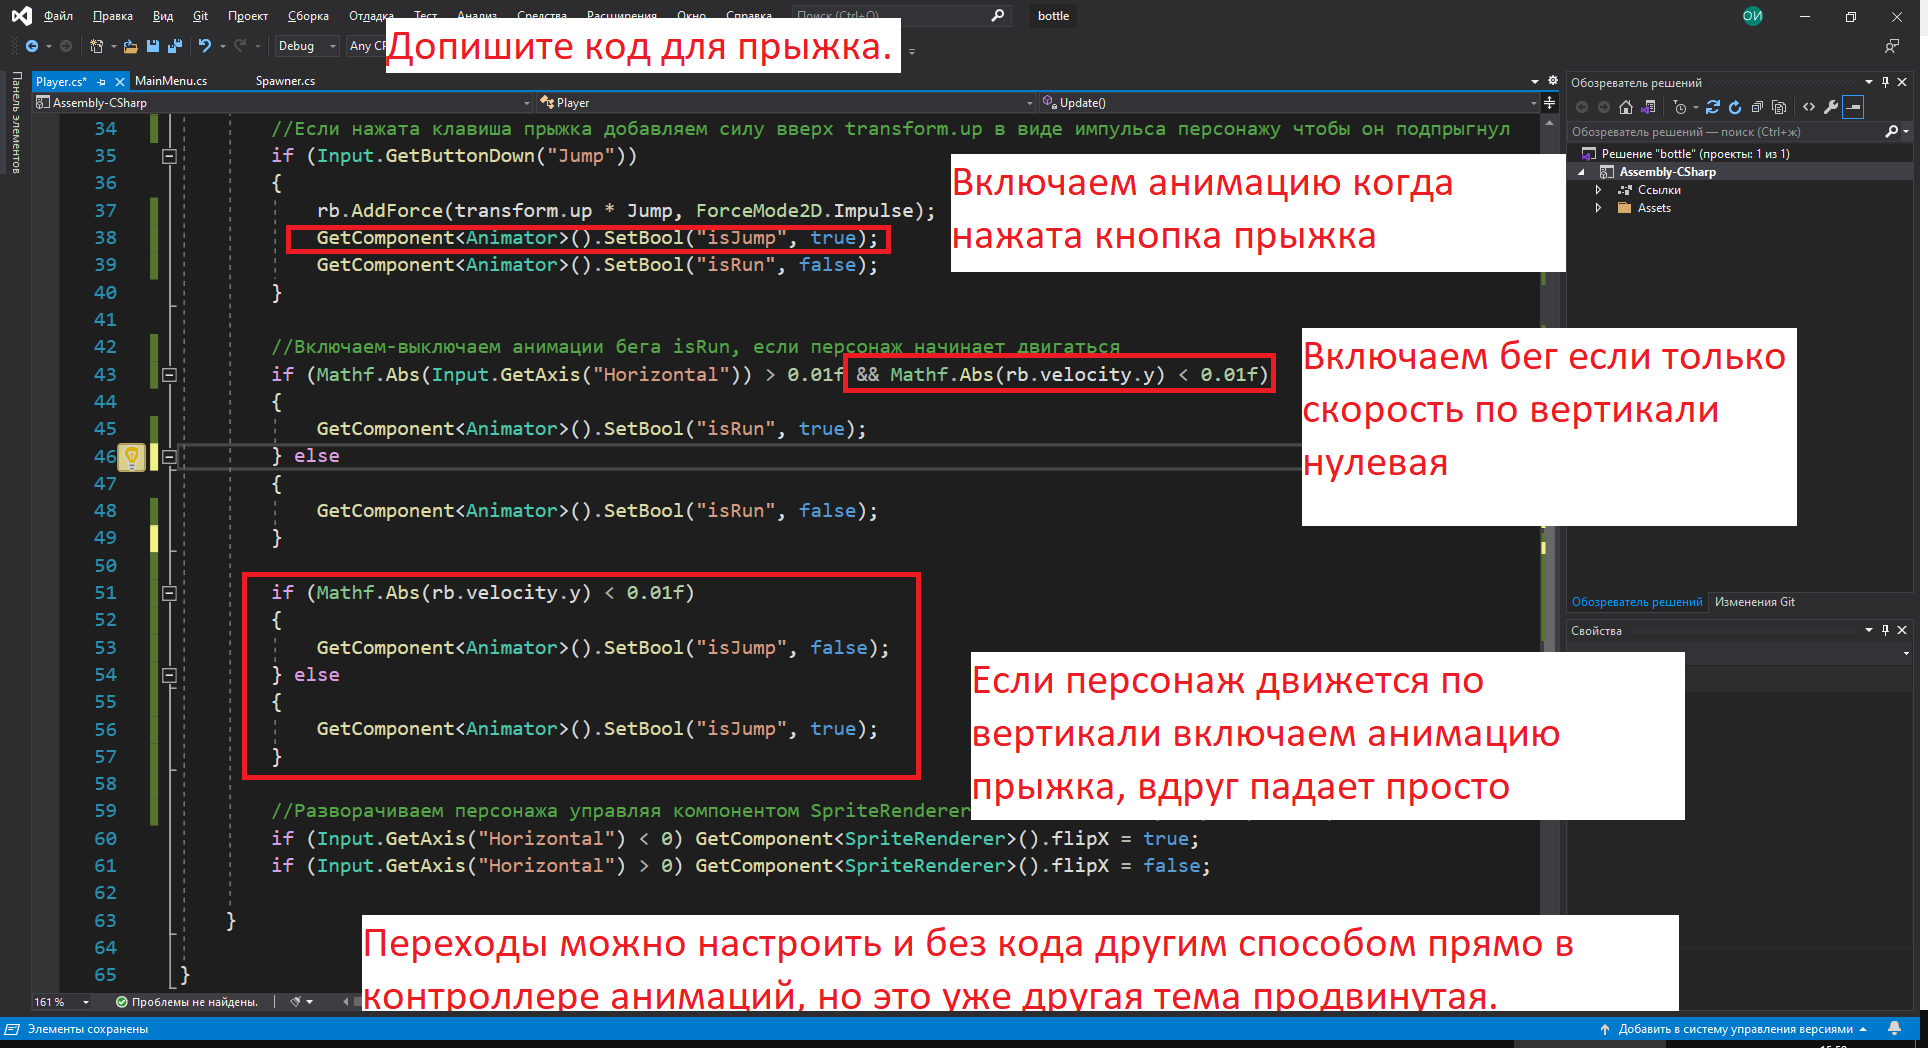 Файл Правка Вид Git Проект Сборка Отладка Тест Анализ Средства Расширения Окно Справка Поиск (Ctrl+Q) bottle ОИ
Debug Any CP
Допишите код для прыжка.
Панель элементов
Player.cs* MainMenu.cs Spawner.cs
Assembly-CSharp Player Update()
34 //Если нажата клавиша прыжка добавляем силу вверх transform.up в виде импульса персонажу чтобы он подпрыгнул
35 if (Input.GetButtonDown("Jump"))
36 {
37 rb.AddForce(transform.up * Jump, ForceMode2D.Impulse);
38 GetComponent<Animator>().SetBool("isJump", true);
39 GetComponent<Animator>().SetBool("isRun", false);
40 }
Включаем анимацию когда
нажата кнопка прыжка
41
42 //Включаем-выключаем анимации бега isRun, если персонаж начинает двигаться
43 if (Mathf.Abs(Input.GetAxis("Horizontal")) > 0.01f && Mathf.Abs(rb.velocity.y) < 0.01f)
44 {
45 GetComponent<Animator>().SetBool("isRun", true);
46 } else
47 {
48 GetComponent<Animator>().SetBool("isRun", false);
49 }
Включаем бег если только
скорость по вертикали
нулевая
50
51 if (Mathf.Abs(rb.velocity.y) < 0.01f)
52 {
53 GetComponent<Animator>().SetBool("isJump", false);
54 } else
55 {
56 GetComponent<Animator>().SetBool("isJump", true);
57 }
Если персонаж движется по
вертикали включаем анимацию
прыжка, вдруг падает просто
58
59 //Разворачиваем персонажа управляя компонентом SpriteRenderer
60 if (Input.GetAxis("Horizontal") < 0) GetComponent<SpriteRenderer>().flipX = true;
61 if (Input.GetAxis("Horizontal") > 0) GetComponent<SpriteRenderer>().flipX = false;
62
63 }
64
65 }
Переходы можно настроить и без кода другим способом прямо в
контроллере анимаций, но это уже другая тема продвинутая.
161 % Проблемы не найдены.
Обозреватель решений
Обозреватель решений — поиск (Ctrl+ж)
Решение "bottle" (проекты: 1 из 1)
Assembly-CSharp
Ссылки
Assets
Обозреватель решений Изменения Git
Свойства
Элементы сохранены Добавить в систему управления версиями